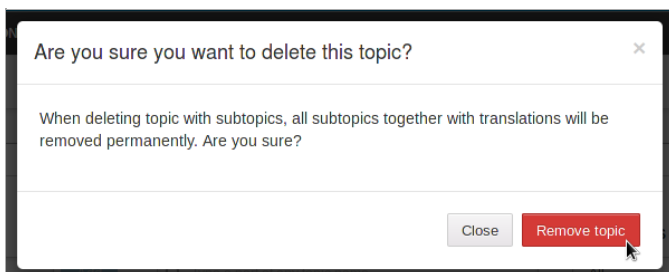 Are you sure you want to delete this topic?
×
When deleting topic with subtopics, all subtopics together with translations will be
removed permanently. Are you sure?
Close
Remove topic